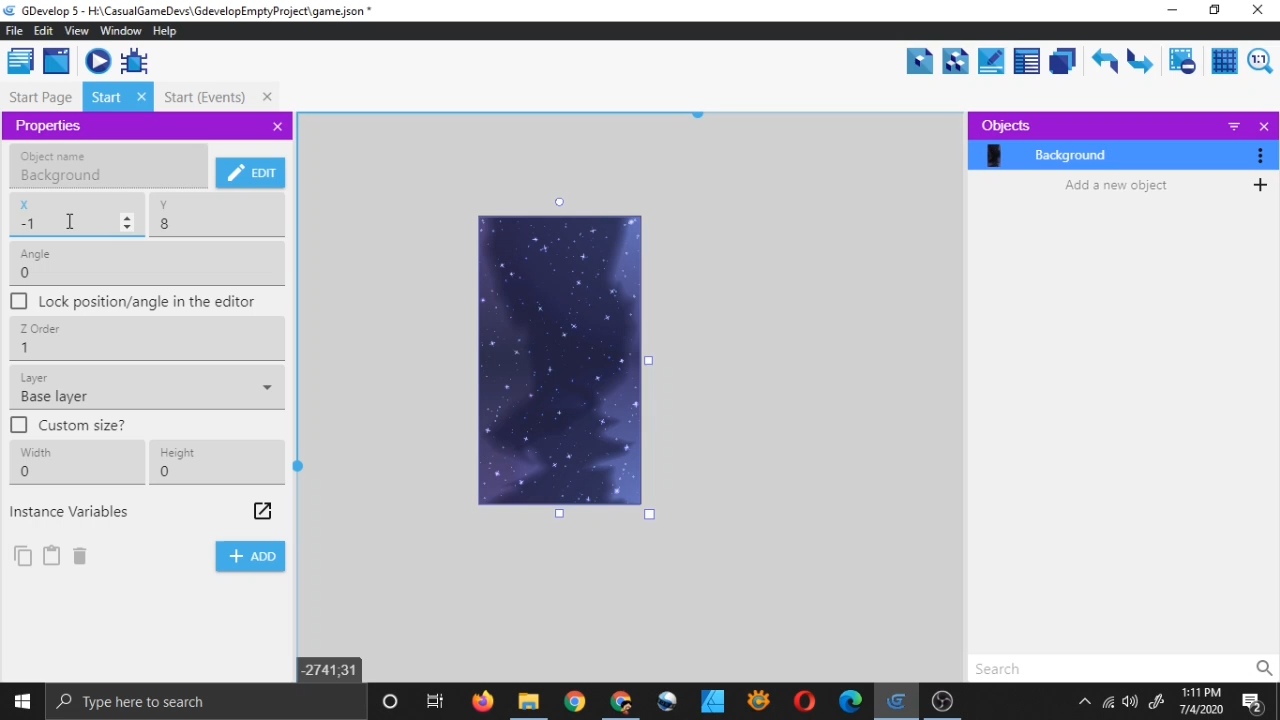 GDevelop 5 - H:\CasualGameDevs\GdevelopEmptyProject\game.json *
File Edit View Window Help
1:1
Start Page Start Start (Events)
Properties
Objects
Object name
Background
EDIT
Background
Add a new object
X
-1
Y
8
Angle
0
Lock position/angle in the editor
Z Order
1
Layer
Base layer
Custom size?
Width
0
Height
0
Instance Variables
ADD
-2741;31
Search
Type here to search
1:11 PM
7/4/2020
2